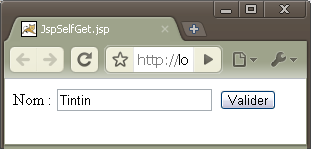 JspSelfGet.jsp
http://lo
Nom : Tintin Valider